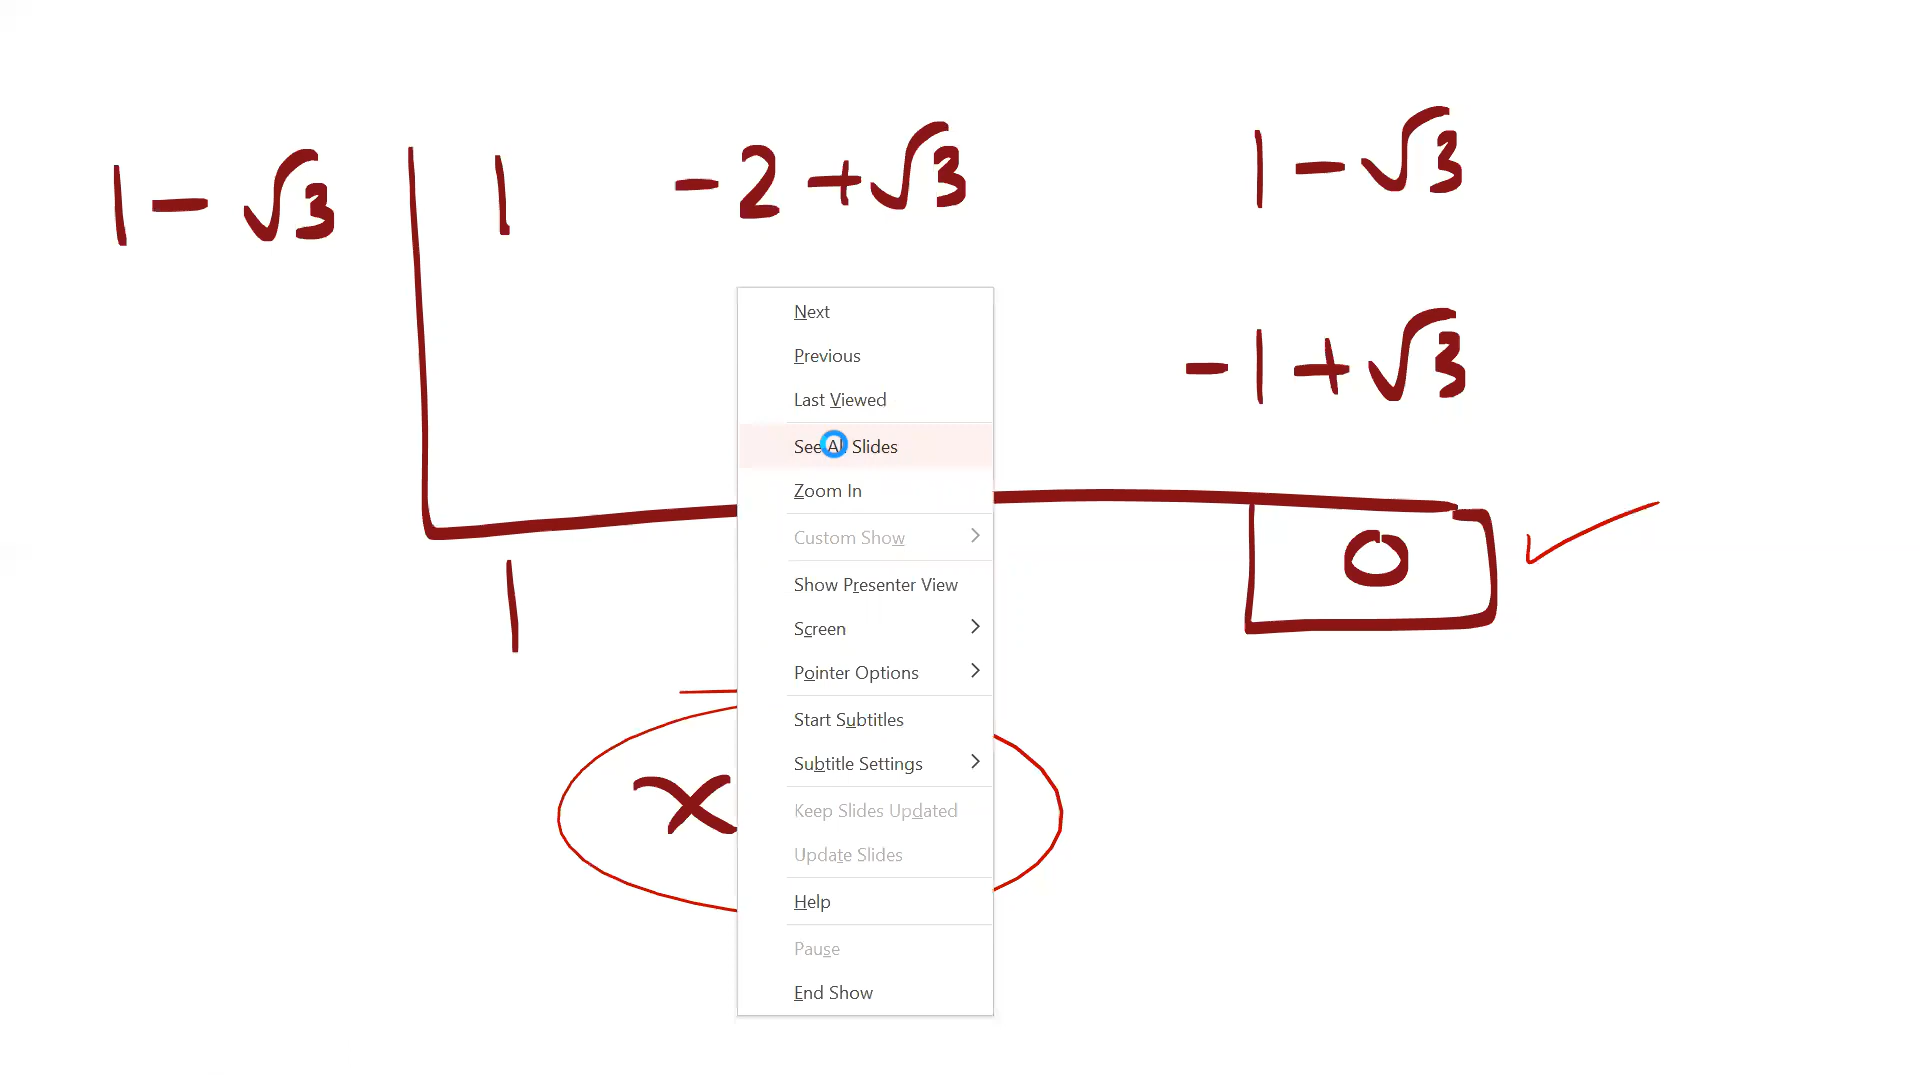 1 - √3 | 1 -2 + √3 1 - √3
Next
Previous
-1 + √3
Last Viewed
See All Slides
Zoom In
Custom Show
0
Show Presenter View
1
Screen
Pointer Options
Start Subtitles
Subtitle Settings
x
Keep Slides Updated
Update Slides
Help
Pause
End Show